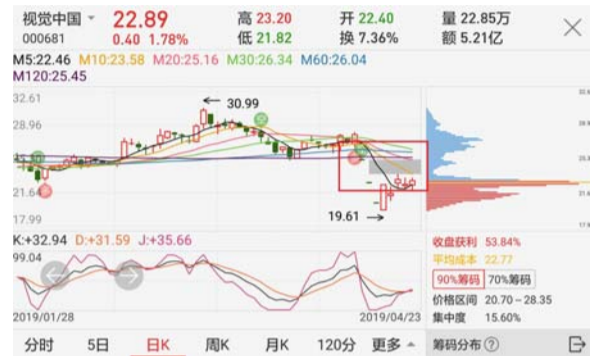 视觉中国 22.89 高 23.20 开 22.40 量 22.85万
000681 0.40 1.78% 低 21.82 换 7.36% 额 5.21亿
M5:22.46 M10:23.58 M20:25.16 M30:26.34 M60:26.04
M120:25.45
32.61
30.99
28.96
21.64
19.61
17.99
K:+32.94 D:+31.59 J:+35.66
99.04
2019/01/28 2019/04/23
收盘获利 53.84%
平均成本 22.77
90%筹码 70%筹码
价格区间 20.70~28.35
集中度 15.60%
分时 5日 日K 周K 月K 120分 更多 筹码分布